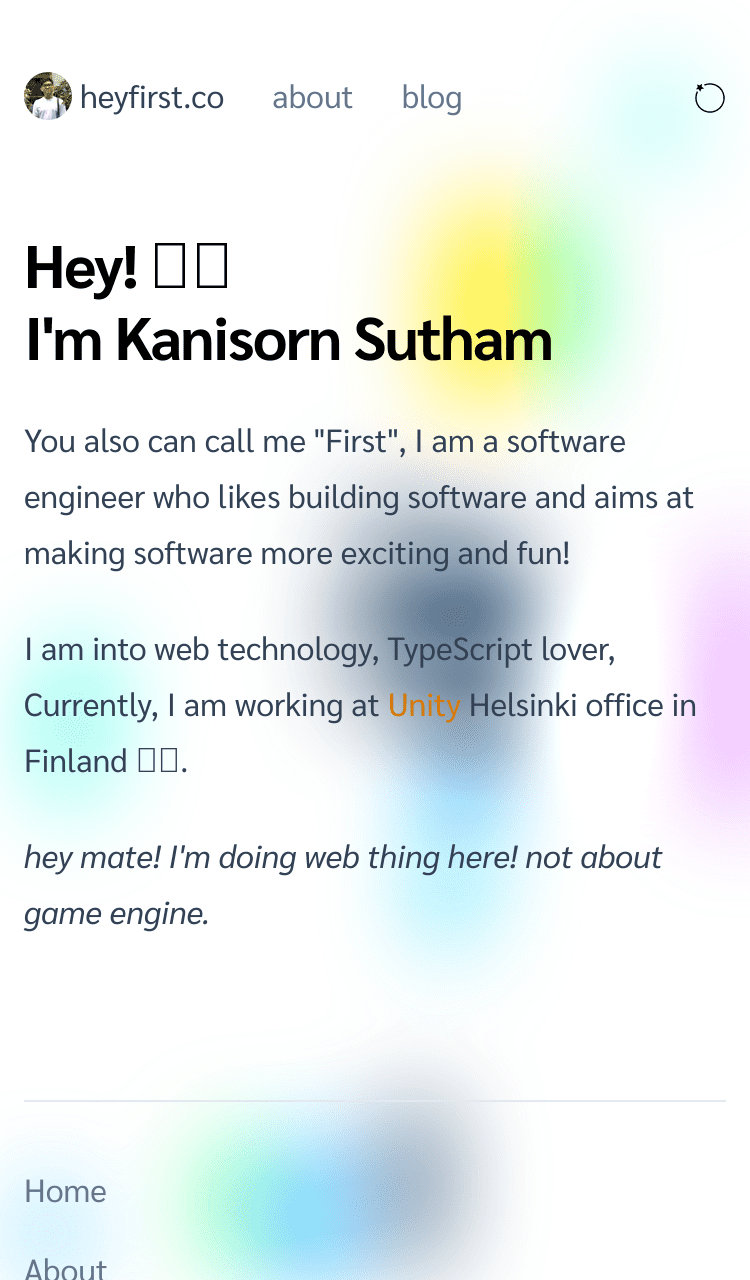 heyfirst.co about blog
Hey! 
I'm Kanisorn Sutham
You also can call me "First", I am a software
engineer who likes building software and aims at
making software more exciting and fun!
I am into web technology, TypeScript lover,
Currently, I am working at Unity Helsinki office in
Finland .
hey mate! I'm doing web thing here! not about
game engine.
Home
About